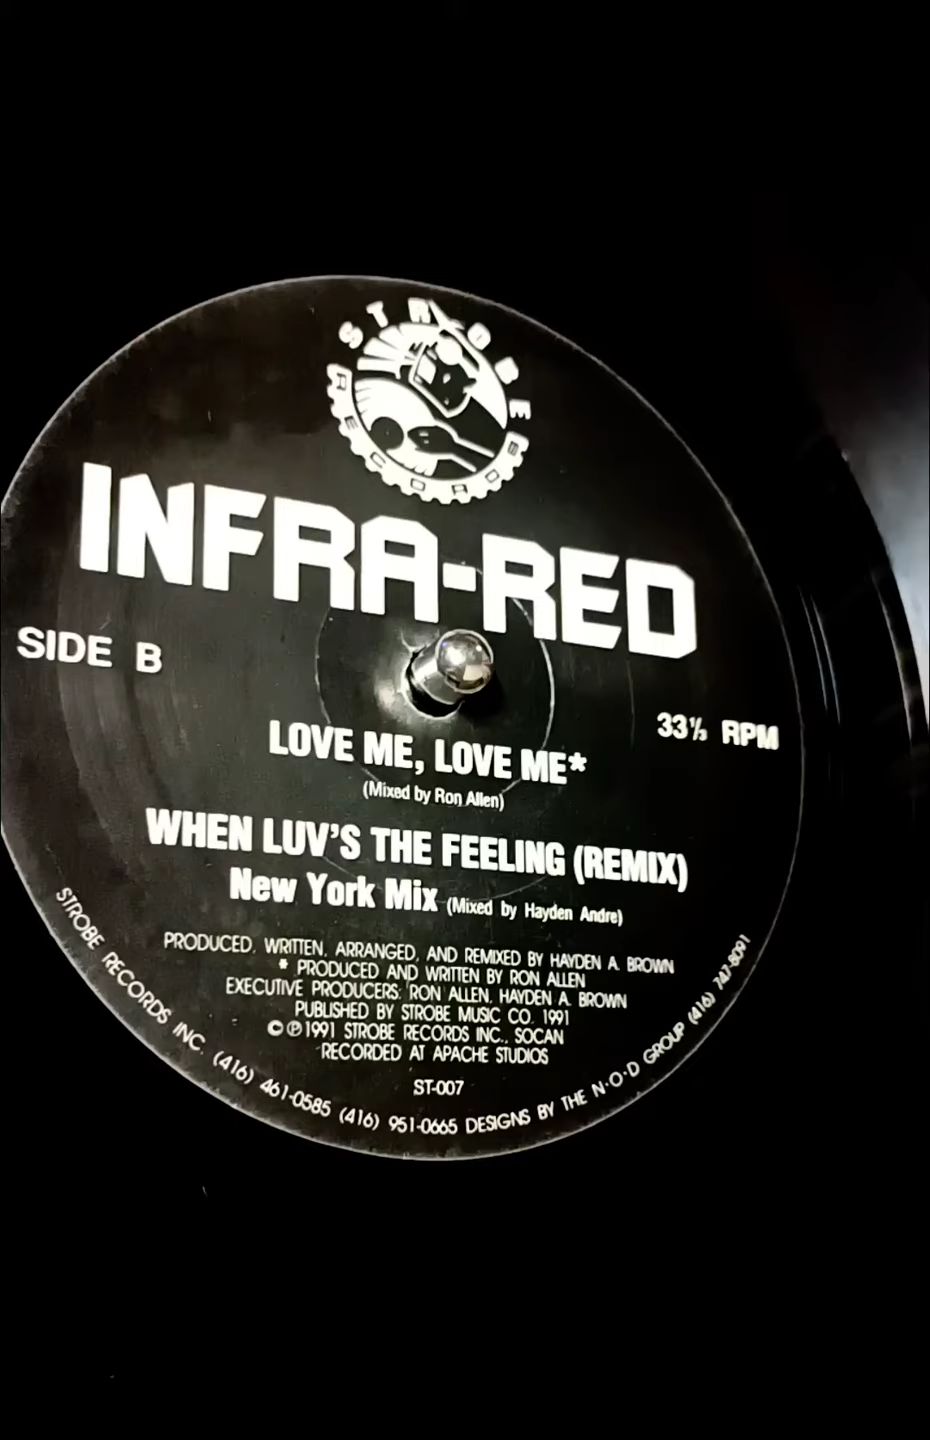 STROBE
RECORDS
INFRA-RED
SIDE B
33⅓ RPM
LOVE ME, LOVE ME*
(Mixed by Ron Allen)
WHEN LUV'S THE FEELING (REMIX)
New York Mix (Mixed by Hayden Andre)
PRODUCED, WRITTEN, ARRANGED, AND REMIXED BY HAYDEN A. BROWN
* PRODUCED AND WRITTEN BY RON ALLEN
EXECUTIVE PRODUCERS: RON ALLEN, HAYDEN A. BROWN
PUBLISHED BY STROBE MUSIC CO. 1991
©℗1991 STROBE RECORDS INC., SOCAN
RECORDED AT APACHE STUDIOS
ST-007
STROBE RECORDS INC. (416) 461-0585 (416) 951-0665 DESIGNS BY THE N·O·D GROUP (416) 747-8091